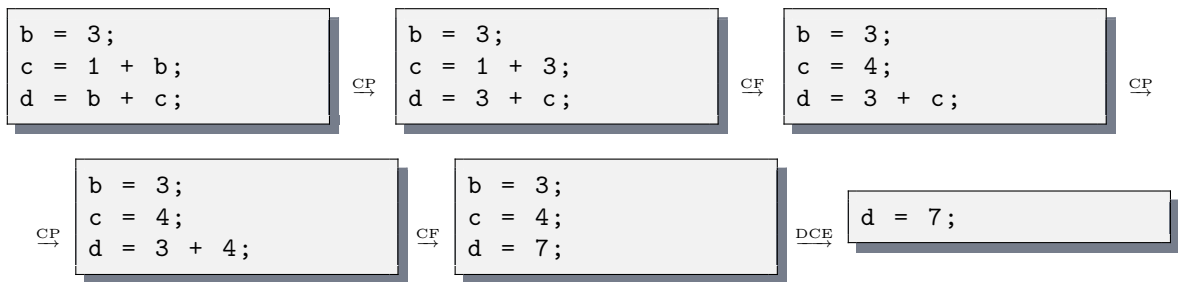 b = 3;
c = 1 + b;
d = b + c;
CP
→
b = 3;
c = 1 + 3;
d = 3 + c;
CF
→
b = 3;
c = 4;
d = 3 + c;
CP
→
CP
→
b = 3;
c = 4;
d = 3 + 4;
CF
→
b = 3;
c = 4;
d = 7;
DCE
→
d = 7;